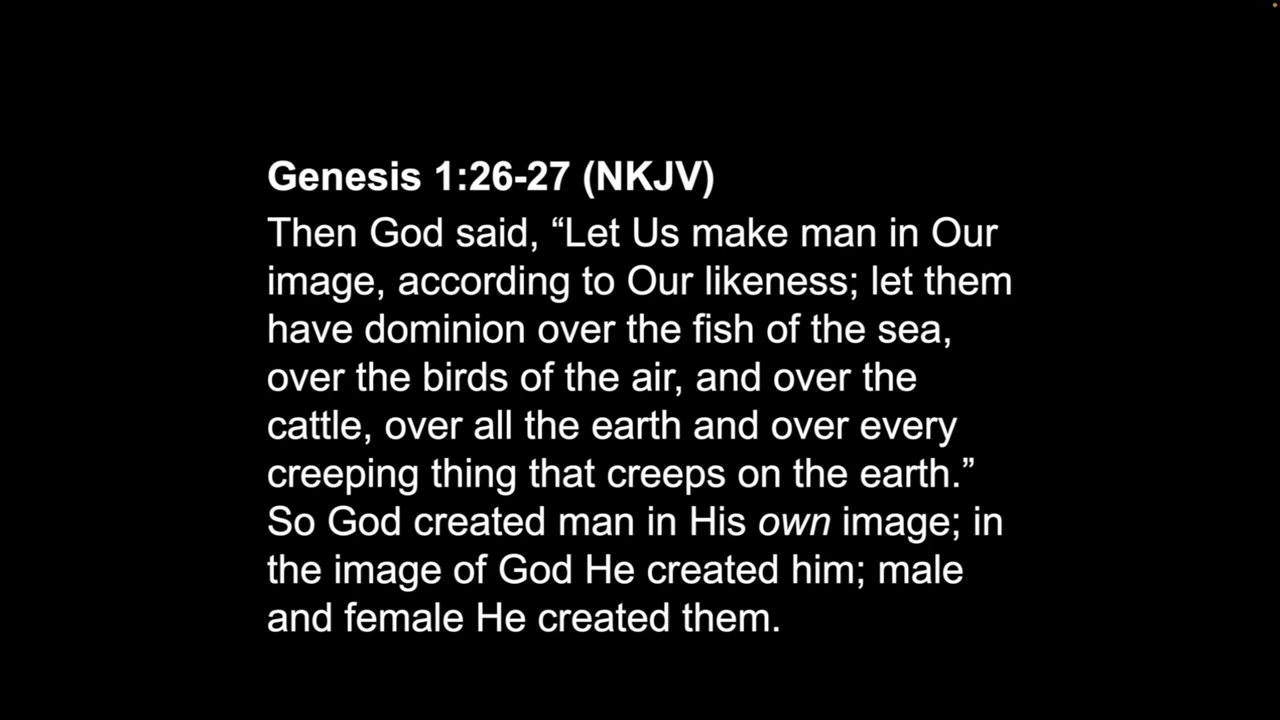 Genesis 1:26-27 (NKJV)
Then God said, “Let Us make man in Our
image, according to Our likeness; let them
have dominion over the fish of the sea,
over the birds of the air, and over the
cattle, over all the earth and over every
creeping thing that creeps on the earth.”
So God created man in His own image; in
the image of God He created him; male
and female He created them.